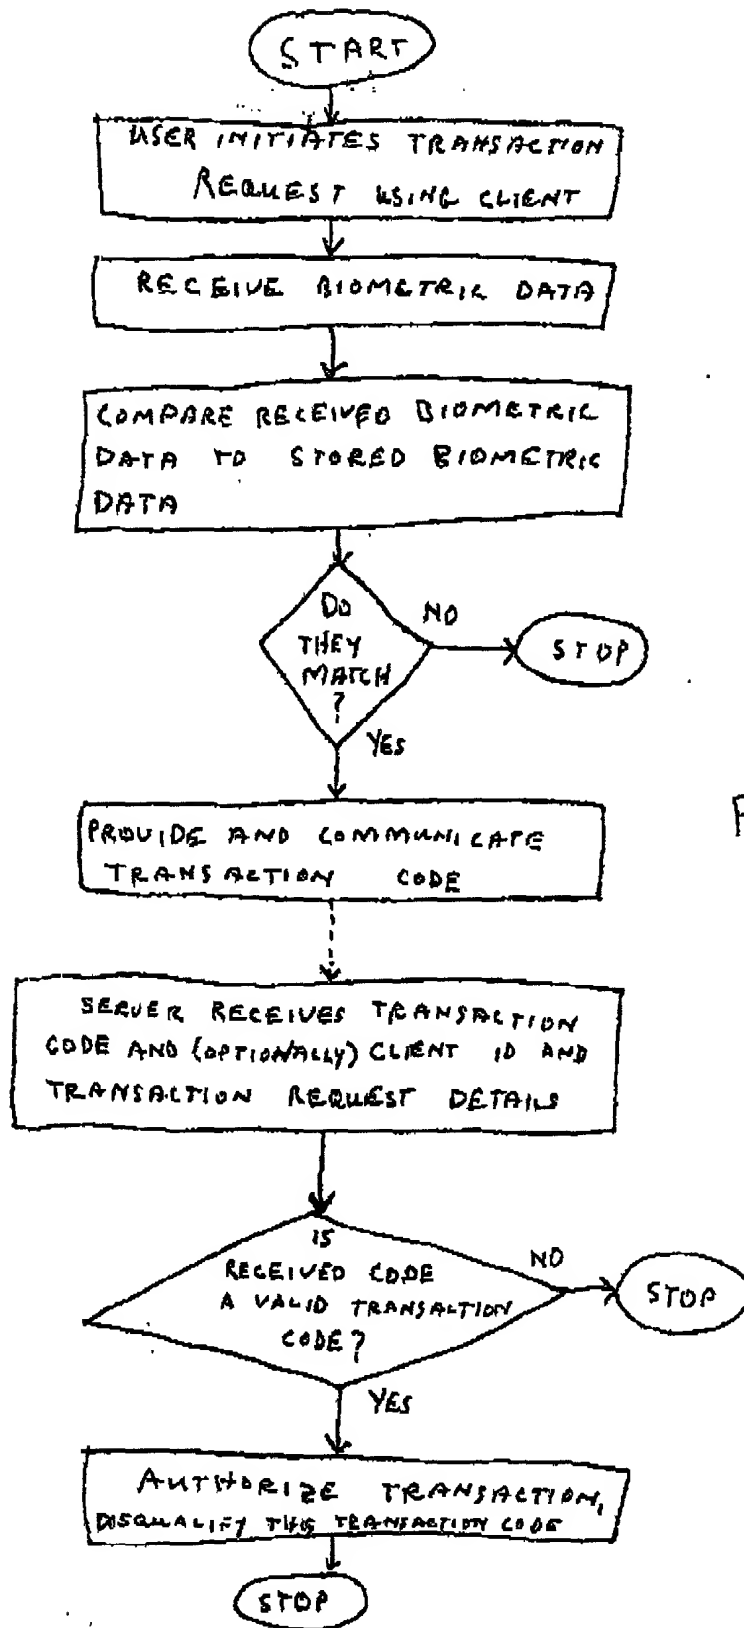 START
USER INITIATES TRANSACTION
REQUEST USING CLIENT
RECEIVE BIOMETRIC DATA
COMPARE RECEIVED BIOMETRIC
DATA TO STORED BIOMETRIC
DATA
DO
THEY
MATCH
?
NO
STOP
YES
PROVIDE AND COMMUNICATE
TRANSACTION CODE
SERVER RECEIVES TRANSACTION
CODE AND (OPTIONALLY) CLIENT ID AND
TRANSACTION REQUEST DETAILS
IS
RECEIVED CODE
A VALID TRANSACTION
CODE?
NO
STOP
YES
AUTHORIZE TRANSACTION,
DISQUALIFY THIS TRANSACTION CODE
STOP